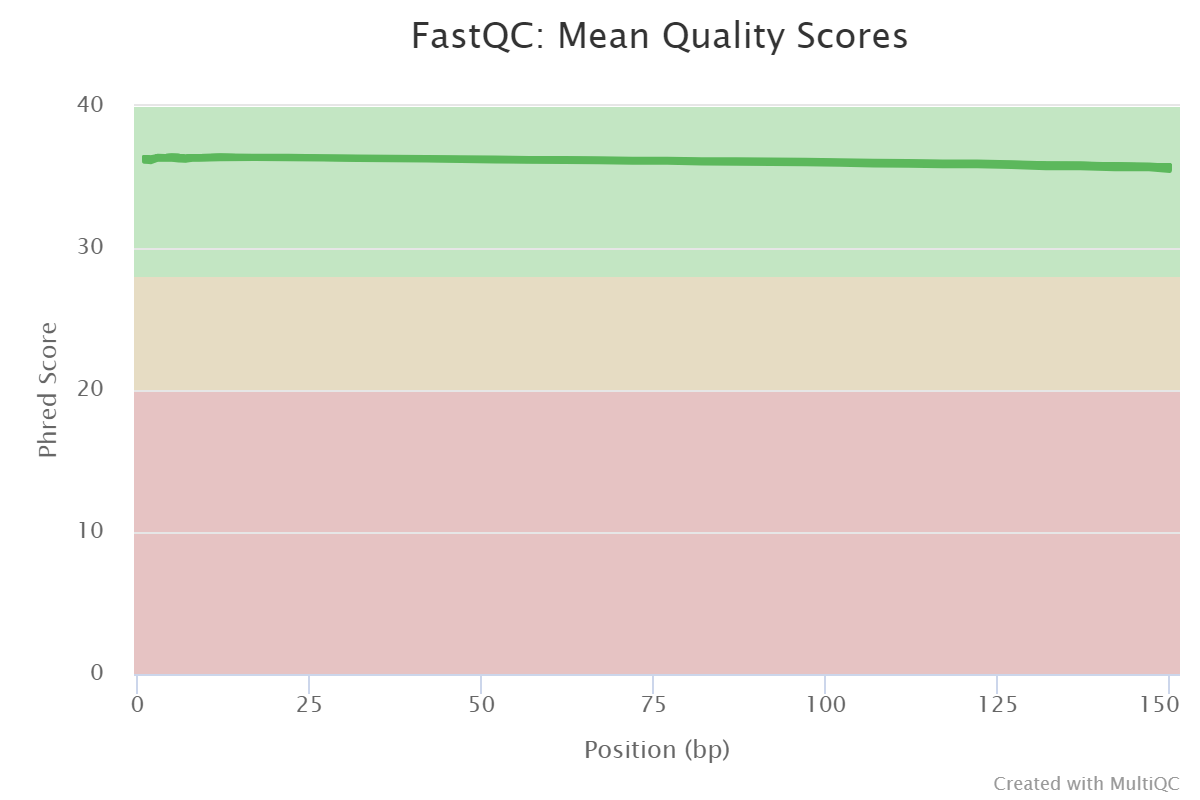 FastQC: Mean Quality Scores
40
30
20
10
0
Phred Score
0 25 50 75 100 125 150
Position (bp)
Created with MultiQC